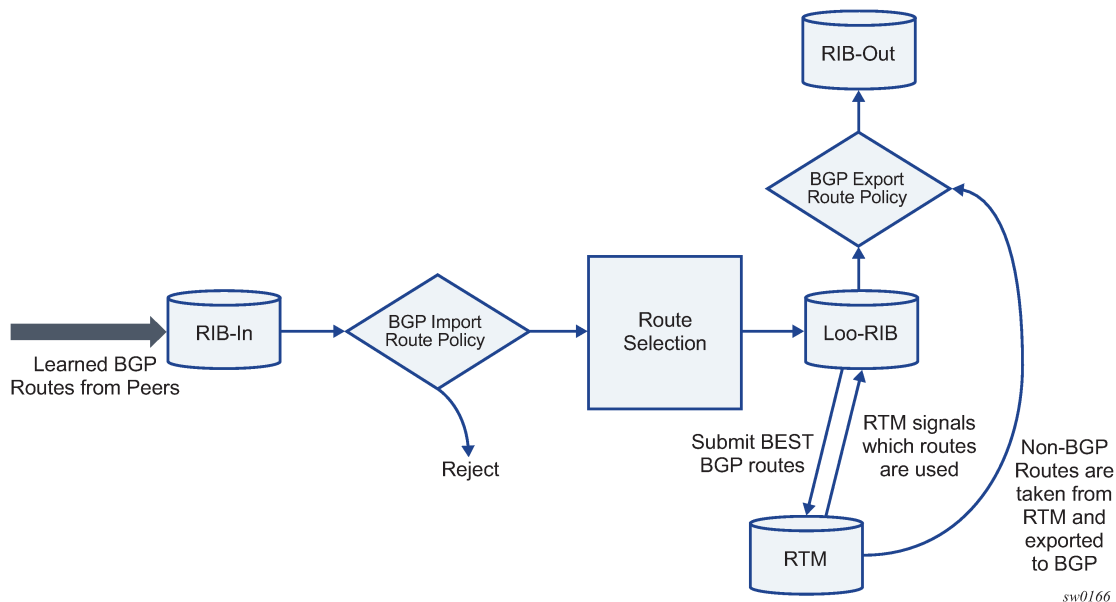 RIB-Out
BGP Export
Route Policy
RIB-In
BGP Import
Route Policy
Route
Selection
Loo-RIB
Learned BGP
Routes from Peers
Reject
Submit BEST
BGP routes
RTM signals
which routes
are used
Non-BGP
Routes are
taken from
RTM and
exported
to BGP
RTM
sw0166